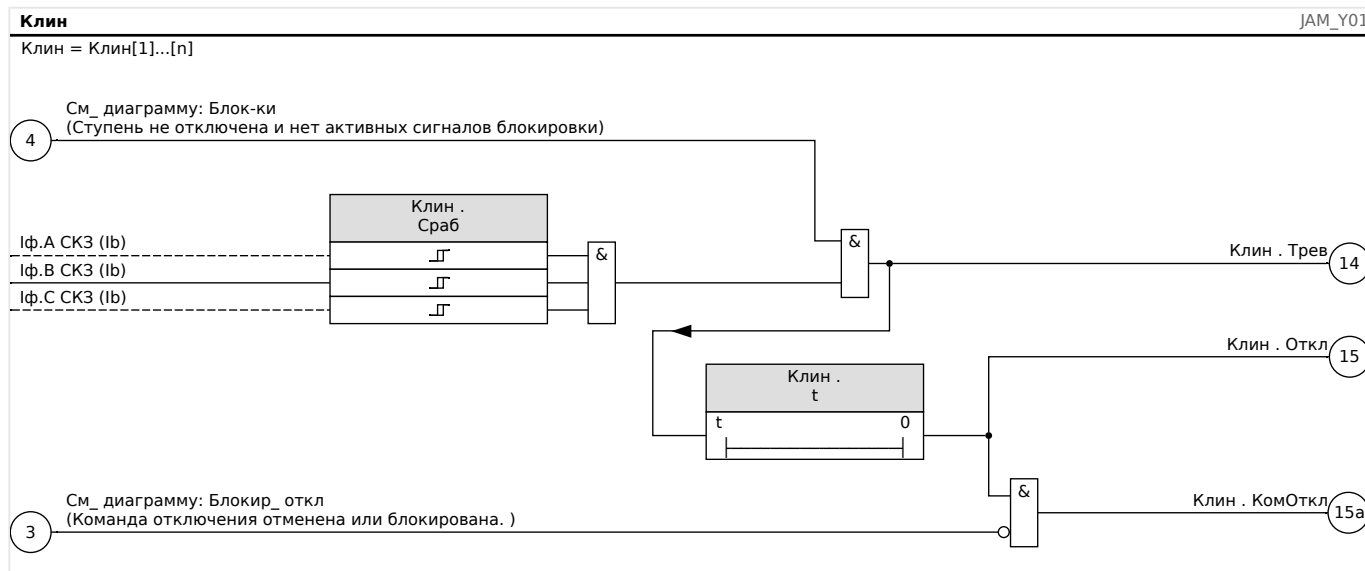 Клин
JAM_Y01
Клин = Клин[1]...[n]
См_ диаграмму: Блок-ки
(Ступень не отключена и нет активных сигналов блокировки)
4
Клин .
Сраб
Iф.A СКЗ (Ib)
Iф.B СКЗ (Ib)
Iф.C СКЗ (Ib)
&
&
Клин . Трев
14
Клин . Откл
15
Клин .
t
t 0
См_ диаграмму: Блокир_ откл
(Команда отключения отменена или блокирована. )
3
&
Клин . КомОткл
15a